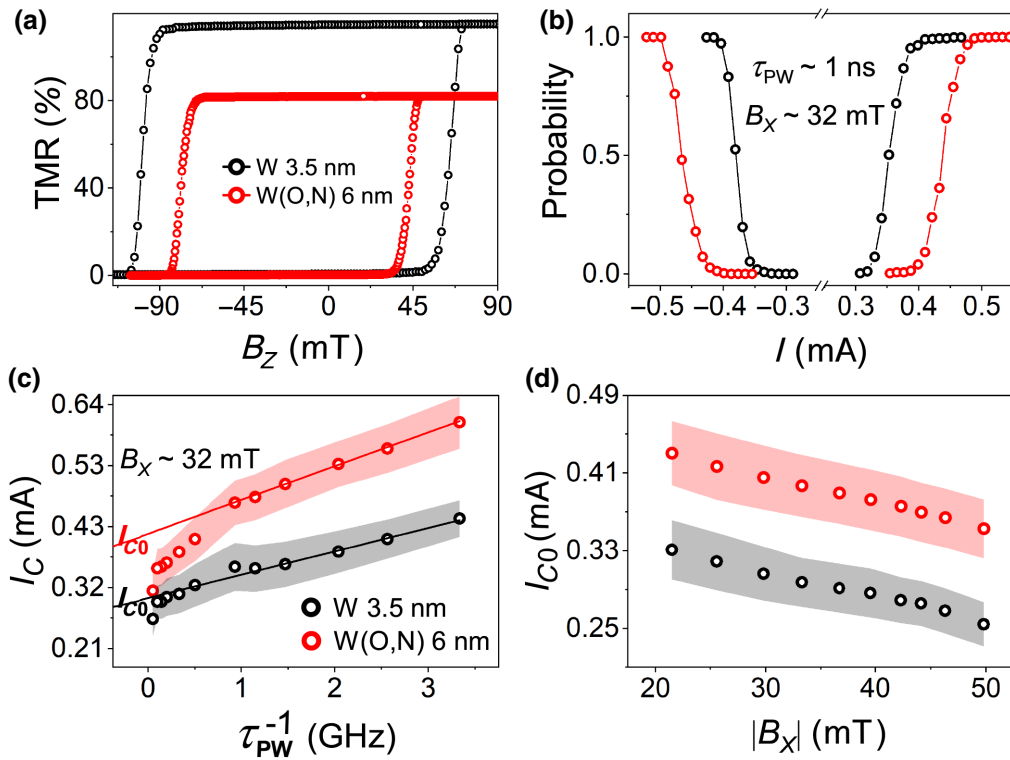 (a)
TMR (%)
80
40
0
−90
−45
0
45
90
B_Z (mT)
W 3.5 nm
W(O,N) 6 nm
(b)
Probability
1.0
0.5
0.0
−0.5
−0.4
−0.3
0.3
0.4
0.5
I (mA)
τ_PW ~ 1 ns
B_X ~ 32 mT
(c)
I_C (mA)
0.64
0.53
0.43
0.32
0.21
0
1
2
3
τ_PW^-1 (GHz)
B_X ~ 32 mT
I_C0
I_C0
W 3.5 nm
W(O,N) 6 nm
(d)
I_C0 (mA)
0.49
0.41
0.33
0.25
20
30
40
50
|B_X| (mT)